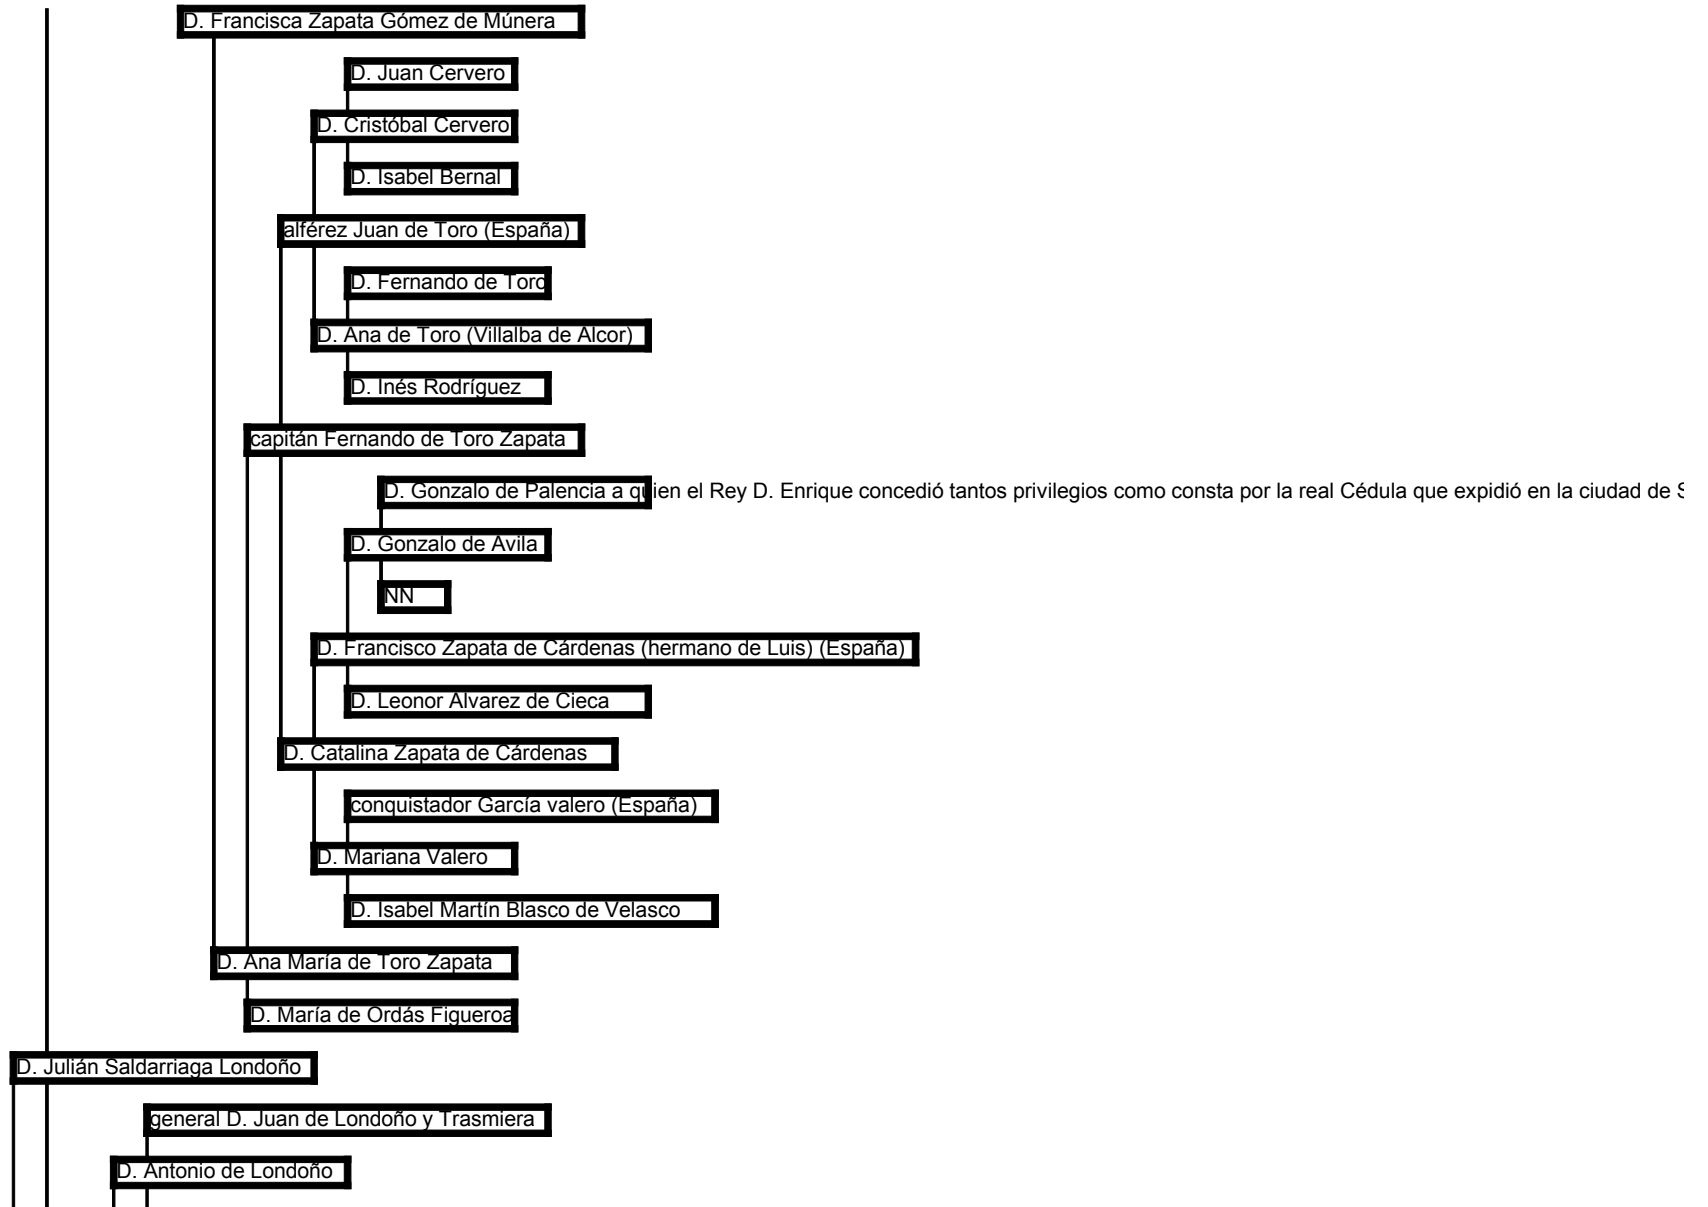 D. Francisca Zapata Gómez de Múnera
D. Juan Cervero
D. Cristóbal Cervero
D. Isabel Bernal
alférez Juan de Toro (España)
D. Fernando de Toro
D. Ana de Toro (Villalba de Alcor)
D. Inés Rodríguez
capitán Fernando de Toro Zapata
D. Gonzalo de Palencia a quien el Rey D. Enrique concedió tantos privilegios como consta por la real Cédula que expidió en la ciudad de S
D. Gonzalo de Avila
NN
D. Francisco Zapata de Cárdenas (hermano de Luis) (España)
D. Leonor Alvarez de Cieca
D. Catalina Zapata de Cárdenas
conquistador García valero (España)
D. Mariana Valero
D. Isabel Martín Blasco de Velasco
D. Ana María de Toro Zapata
D. María de Ordás Figueroa
D. Julián Saldarriaga Londoño
general D. Juan de Londoño y Trasmiera
D. Antonio de Londoño